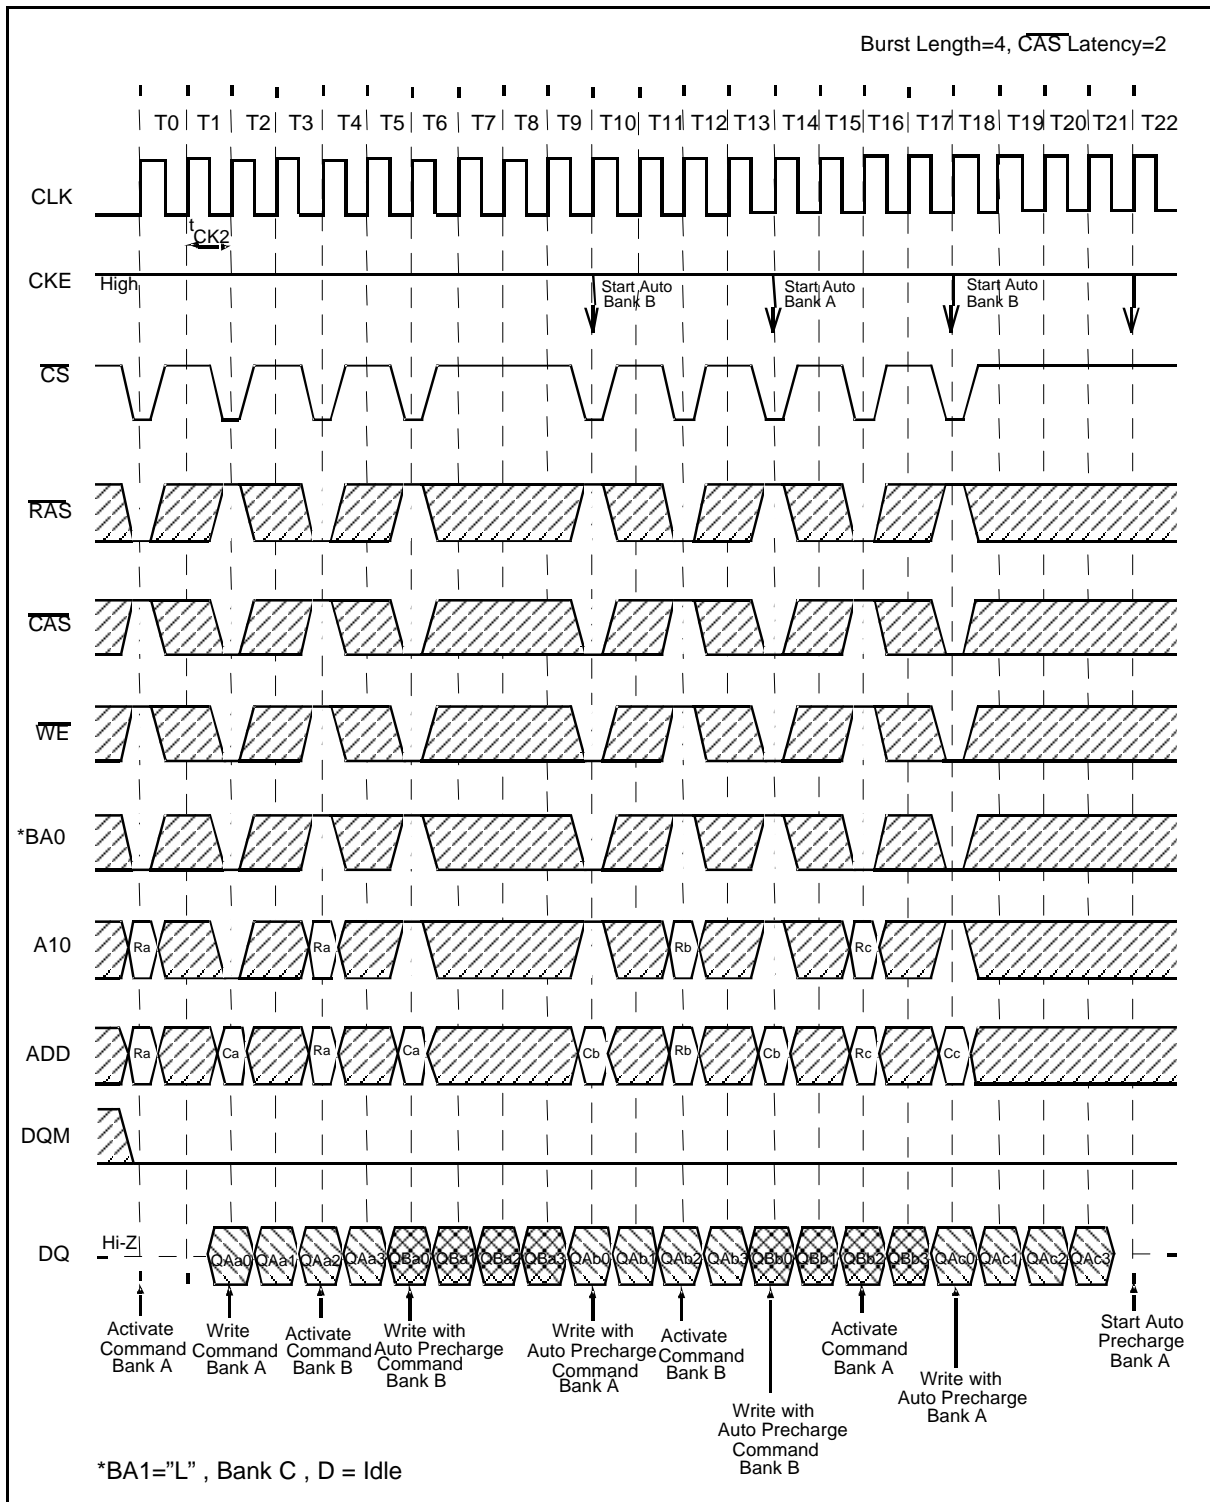 Burst Length=4, CAS Latency=2
T0 T1 T2 T3 T4 T5 T6 T7 T8 T9 T10 T11 T12 T13 T14 T15 T16 T17 T18 T19 T20 T21 T22
CLK
tCK2
CKE
High
Start Auto
Bank B
Start Auto
Bank A
Start Auto
Bank B
CS
RAS
CAS
WE
*BA0
A10
Ra Ra Rb Rc
ADD
Ra Ca Ra Ca Cb Rb Cb Rc Cc
DQM
DQ
Hi-Z
QAa0 QAa1 QAa2 QAa3 QBa0 QBa1 QBa2 QBa3 QAb0 QAb1 QAb2 QAb3 QBb0 QBb1 QBb2 QBb3 QAc0 QAc1 QAc2 QAc3
Activate
Command
Bank A
Write
Command
Bank A
Activate
Command
Bank B
Write with
Auto Precharge
Command
Bank B
Write with
Auto Precharge
Command
Bank A
Activate
Command
Bank B
Write with
Auto Precharge
Command
Bank B
Activate
Command
Bank A
Write with
Auto Precharge
Bank A
Start Auto
Precharge
Bank A
*BA1="L" , Bank C , D = Idle